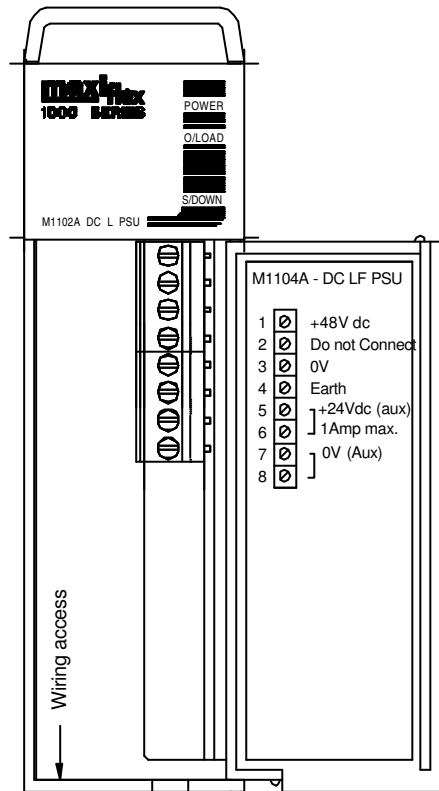 maxiflex
1000 SERIES
POWER
O/LOAD
S/DOWN
M1102A DC L PSU
M1104A - DC LF PSU
1 +48V dc
2 Do not Connect
3 0V
4 Earth
5 +24Vdc (aux)
6 1Amp max.
7 0V (Aux)
8
Wiring access